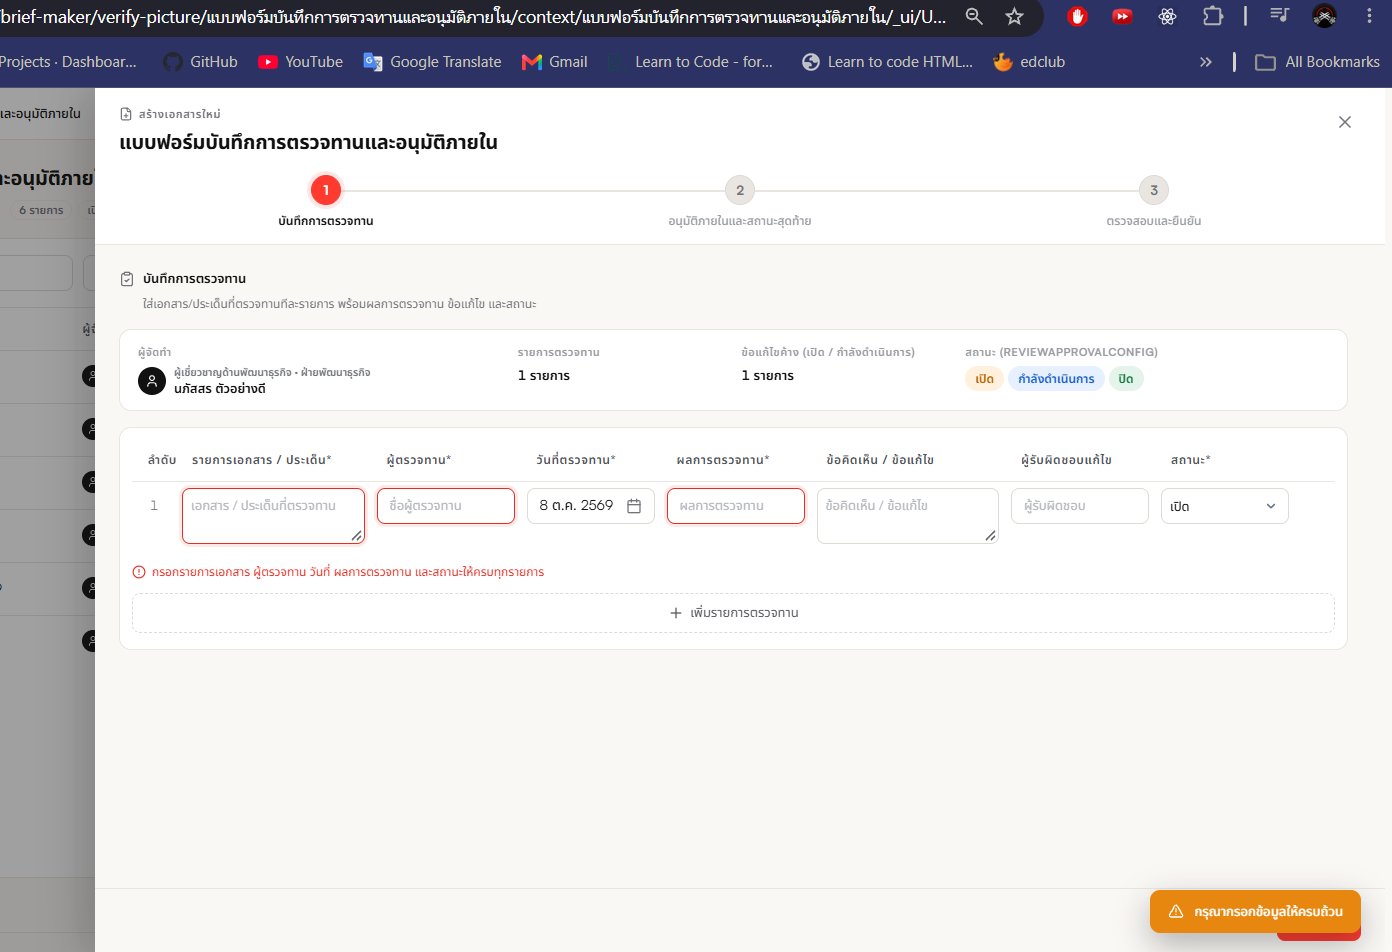 /brief-maker/verify-picture/แบบฟอร์มบันทึกการตรวจทานและอนุมัติภายใน/context/แบบฟอร์มบันทึกการตรวจทานและอนุมัติภายใน/_ui/U...
Projects · Dashboar...
GitHub
YouTube
Google Translate
Gmail
Learn to Code - for...
Learn to code HTML...
edclub
All Bookmarks
และอนุมัติภายใน
สร้างเอกสารใหม่
แบบฟอร์มบันทึกการตรวจทานและอนุมัติภายใน
6 รายการ
1
2
3
บันทึกการตรวจทาน
อนุมัติภายในและสถานะสุดท้าย
ตรวจสอบและยืนยัน
บันทึกการตรวจทาน
ใส่เอกสาร/ประเด็นที่ตรวจทานทีละรายการ พร้อมผลการตรวจทาน ข้อแก้ไข และสถานะ
ผู้จัดทำ
ผู้เชี่ยวชาญด้านพัฒนาธุรกิจ • ฝ่ายพัฒนาธุรกิจ
นภัสสร ตัวอย่างดี
รายการตรวจทาน
1 รายการ
ข้อแก้ไขค้าง (เปิด / กำลังดำเนินการ)
1 รายการ
สถานะ (REVIEWAPPROVALCONFIG)
เปิด กำลังดำเนินการ ปิด
ลำดับ รายการเอกสาร / ประเด็น* ผู้ตรวจทาน* วันที่ตรวจทาน* ผลการตรวจทาน* ข้อคิดเห็น / ข้อแก้ไข ผู้รับผิดชอบแก้ไข สถานะ*
1 เอกสาร / ประเด็นที่ตรวจทาน ชื่อผู้ตรวจทาน 8 ต.ค. 2569 ผลการตรวจทาน ข้อคิดเห็น / ข้อแก้ไข ผู้รับผิดชอบ เปิด
กรอกรายการเอกสาร ผู้ตรวจทาน วันที่ ผลการตรวจทาน และสถานะให้ครบทุกรายการ
เพิ่มรายการตรวจทาน
กรุณากรอกข้อมูลให้ครบถ้วน